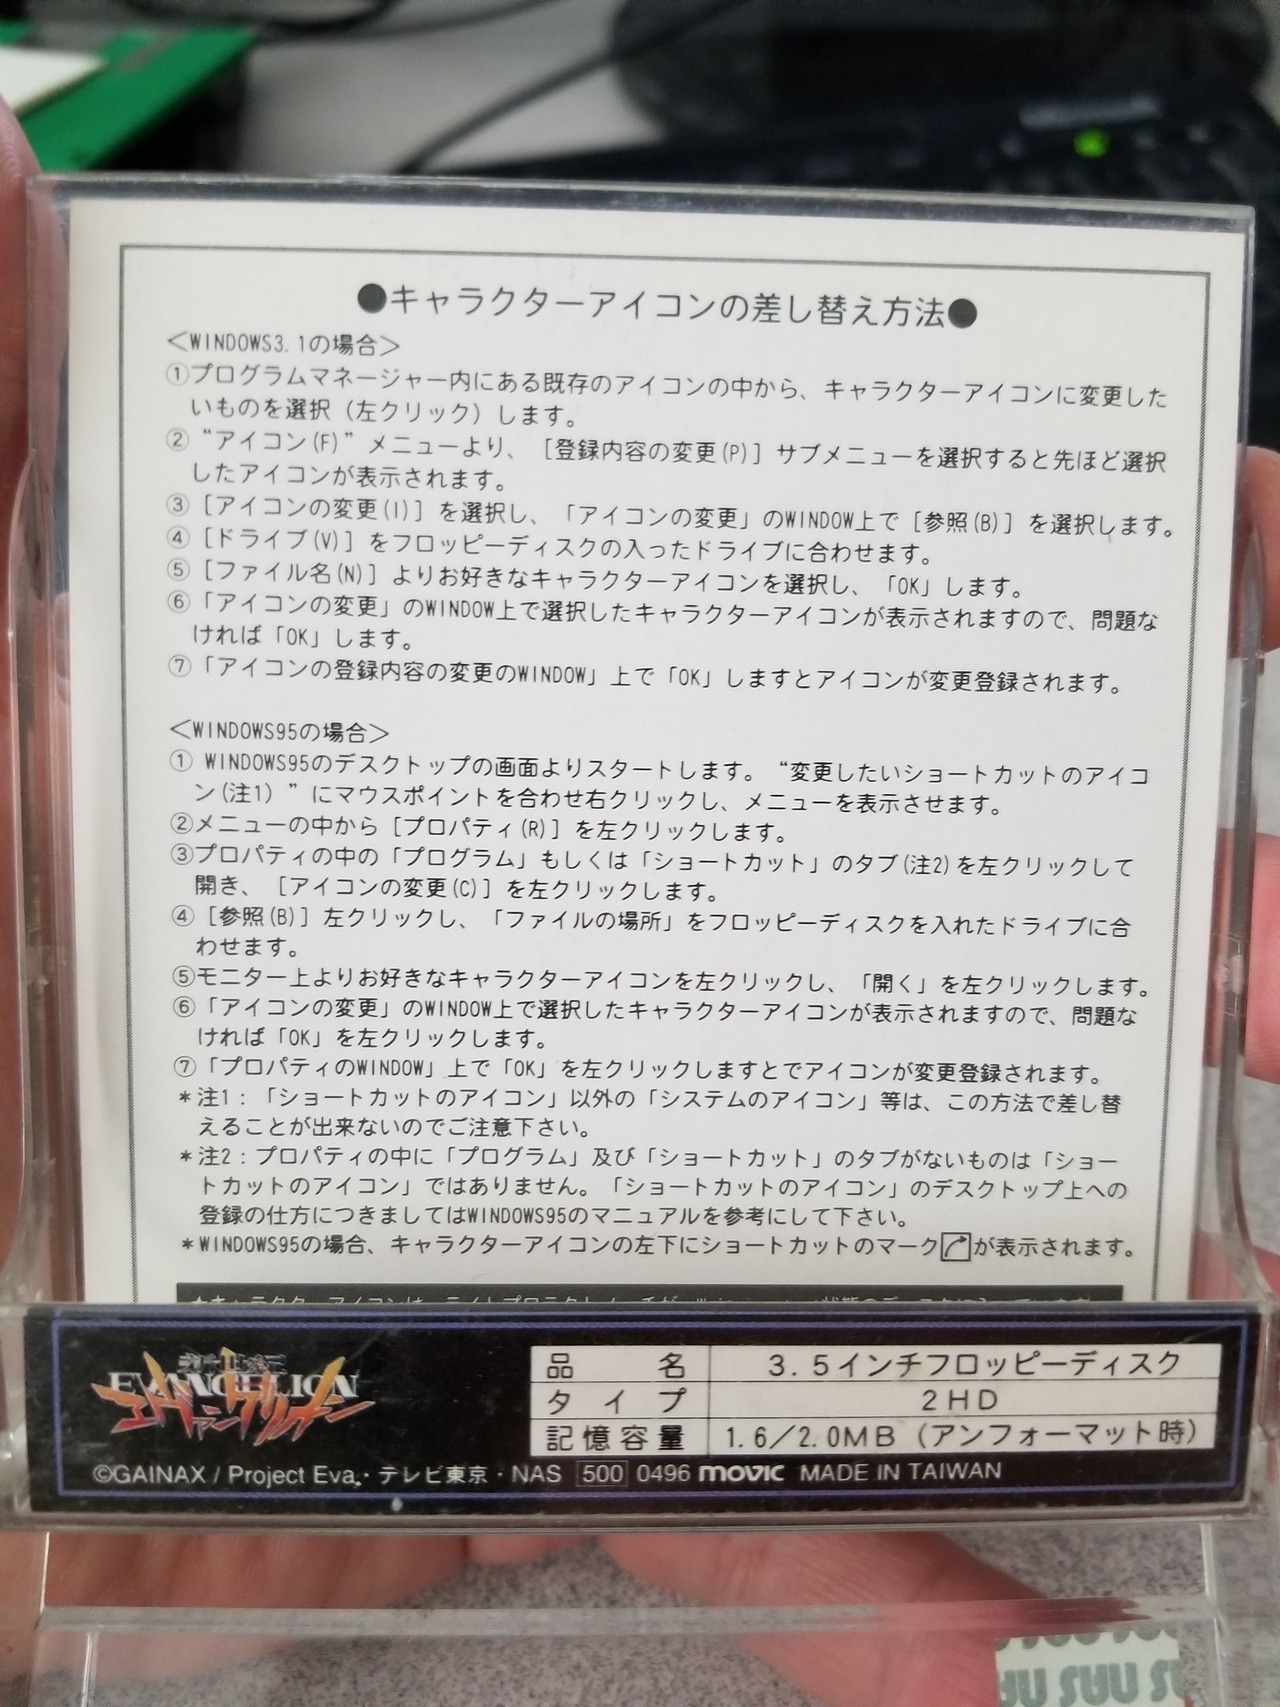 ●キャラクターアイコンの差し替え方法●
＜WINDOWS3.1の場合＞
①プログラムマネージャー内にある既存のアイコンの中から、キャラクターアイコンに変更した
いものを選択（左クリック）します。
②“アイコン(F)”メニューより、［登録内容の変更(P)］サブメニューを選択すると先ほど選択
したアイコンが表示されます。
③［アイコンの変更(I)］を選択し、「アイコンの変更」のWINDOW上で［参照(B)］を選択します。
④［ドライブ(V)］をフロッピーディスクの入ったドライブに合わせます。
⑤［ファイル名(N)］よりお好きなキャラクターアイコンを選択し、「OK」します。
⑥「アイコンの変更」のWINDOW上で選択したキャラクターアイコンが表示されますので、問題な
ければ「OK」します。
⑦「アイコンの登録内容の変更のWINDOW」上で「OK」しますとアイコンが変更登録されます。
＜WINDOWS95の場合＞
① WINDOWS95のデスクトップの画面よりスタートします。“変更したいショートカットのアイコ
ン(注1)”にマウスポイントを合わせ右クリックし、メニューを表示させます。
②メニューの中から［プロパティ(R)］を左クリックします。
③プロパティの中の「プログラム」もしくは「ショートカット」のタブ(注2)を左クリックして
開き、［アイコンの変更(C)］を左クリックします。
④［参照(B)］左クリックし、「ファイルの場所」をフロッピーディスクを入れたドライブに合
わせます。
⑤モニター上よりお好きなキャラクターアイコンを左クリックし、「開く」を左クリックします。
⑥「アイコンの変更」のWINDOW上で選択したキャラクターアイコンが表示されますので、問題な
ければ「OK」を左クリックします。
⑦「プロパティのWINDOW」上で「OK」を左クリックしますとでアイコンが変更登録されます。
＊注1：「ショートカットのアイコン」以外の「システムのアイコン」等は、この方法で差し替
えることが出来ないのでご注意下さい。
＊注2：プロパティの中に「プログラム」及び「ショートカット」のタブがないものは「ショー
トカットのアイコン」ではありません。「ショートカットのアイコン」のデスクトップ上への
登録の仕方につきましてはWINDOWS95のマニュアルを参考にして下さい。
＊WINDOWS95の場合、キャラクターアイコンの左下にショートカットのマークが表示されます。
新世紀
EVANGELION
エヴァンゲリオン
品名 3.5インチフロッピーディスク
タイプ 2HD
記憶容量 1.6／2.0MB（アンフォーマット時）
©GAINAX / Project Eva.・テレビ東京・NAS 500 0496 movic MADE IN TAIWAN